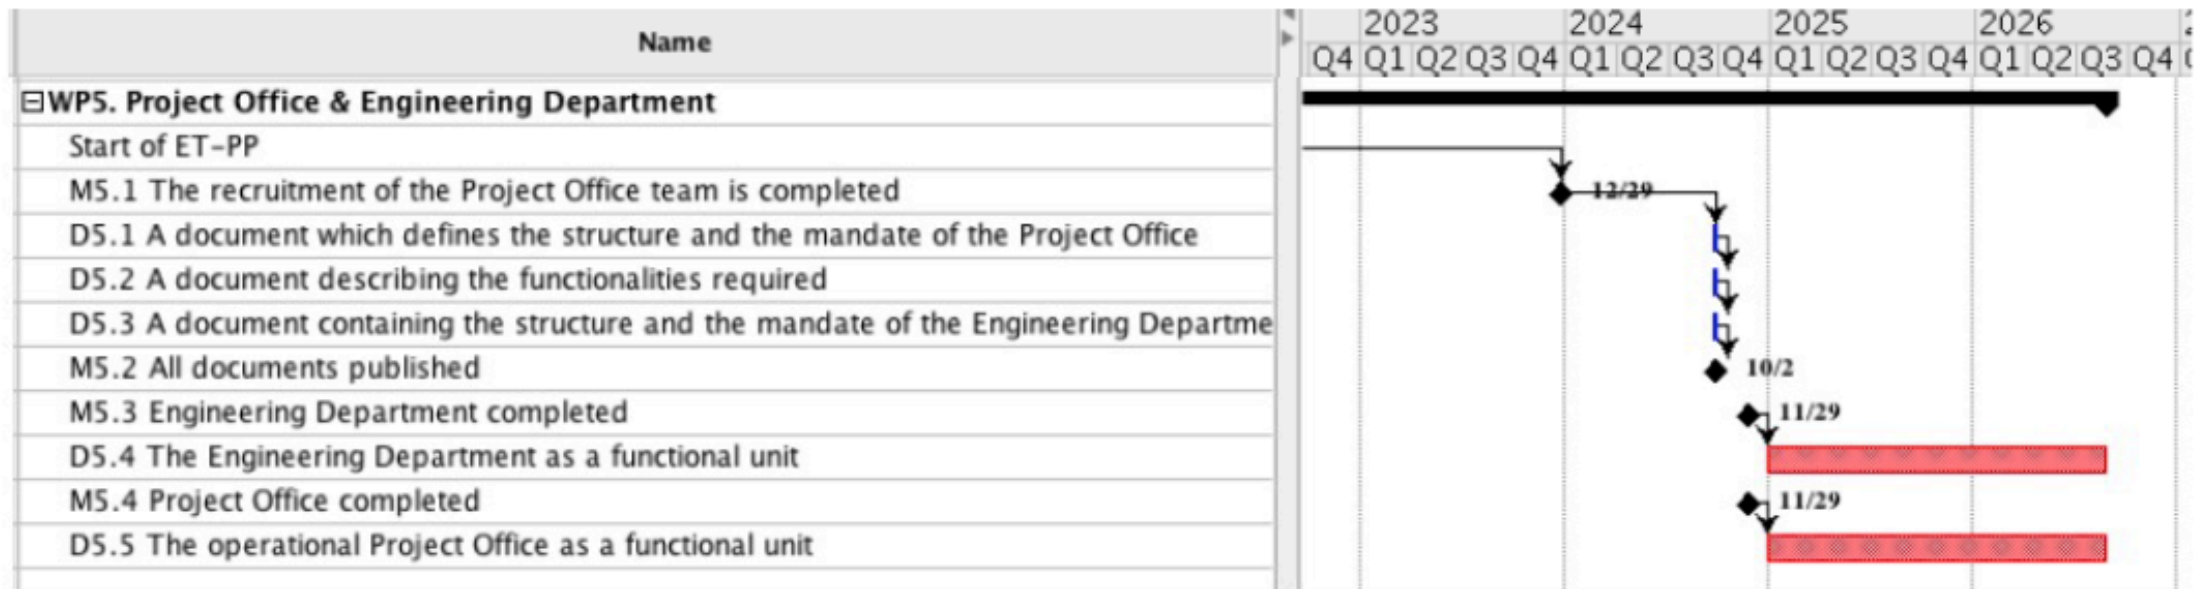 Name
2023 2024 2025 2026
Q4 Q1 Q2 Q3 Q4 Q1 Q2 Q3 Q4 Q1 Q2 Q3 Q4 Q1 Q2 Q3 Q4
WP5. Project Office & Engineering Department
Start of ET-PP
M5.1 The recruitment of the Project Office team is completed 12/29
D5.1 A document which defines the structure and the mandate of the Project Office
D5.2 A document describing the functionalities required
D5.3 A document containing the structure and the mandate of the Engineering Departme
M5.2 All documents published 10/2
M5.3 Engineering Department completed 11/29
D5.4 The Engineering Department as a functional unit
M5.4 Project Office completed 11/29
D5.5 The operational Project Office as a functional unit